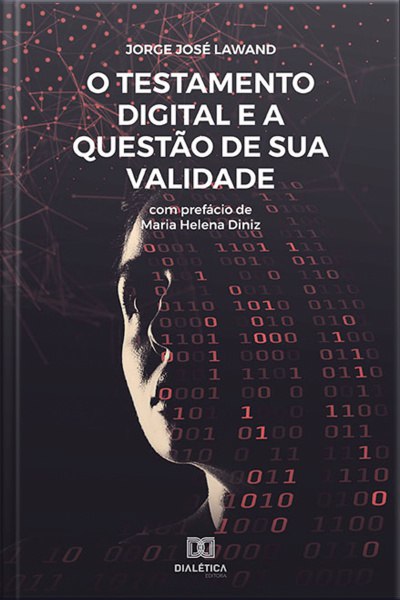 JORGE JOSÉ LAWAND
O TESTAMENTO
DIGITAL E A
QUESTÃO DE SUA
VALIDADE
com prefácio de
Maria Helena Diniz
DIALÉTICA
EDITORA